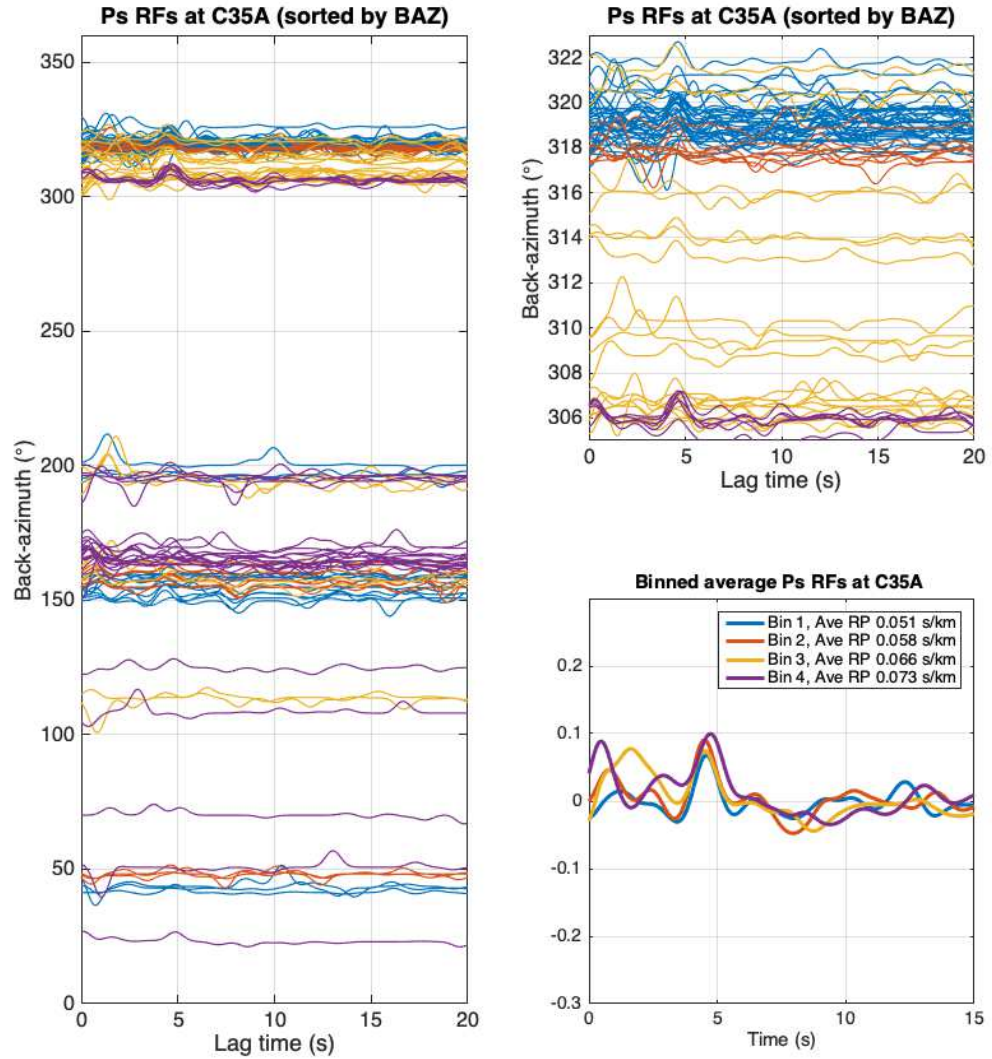 Ps RFs at C35A (sorted by BAZ)
350
300
250
200
150
100
50
0
Back-azimuth (°)
0 5 10 15 20
Lag time (s)
Ps RFs at C35A (sorted by BAZ)
322
320
318
316
314
312
310
308
306
Back-azimuth (°)
0 5 10 15 20
Lag time (s)
Binned average Ps RFs at C35A
Bin 1, Ave RP 0.051 s/km
Bin 2, Ave RP 0.058 s/km
Bin 3, Ave RP 0.066 s/km
Bin 4, Ave RP 0.073 s/km
0.2
0.1
0
-0.1
-0.2
-0.3
0 5 10 15
Time (s)